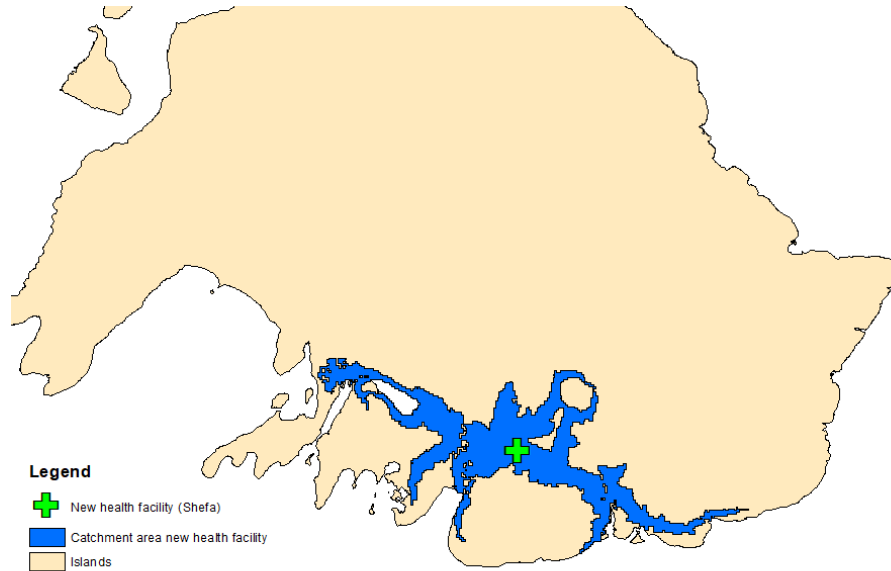 Legend
New health facility (Shefa)
Catchment area new health facility
Islands